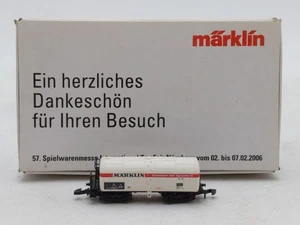 märklin
Ein herzliches
Dankeschön
für Ihren Besuch
57. Spielwarenmesse vom 02. bis 07.02.2006
MÄRKLIN